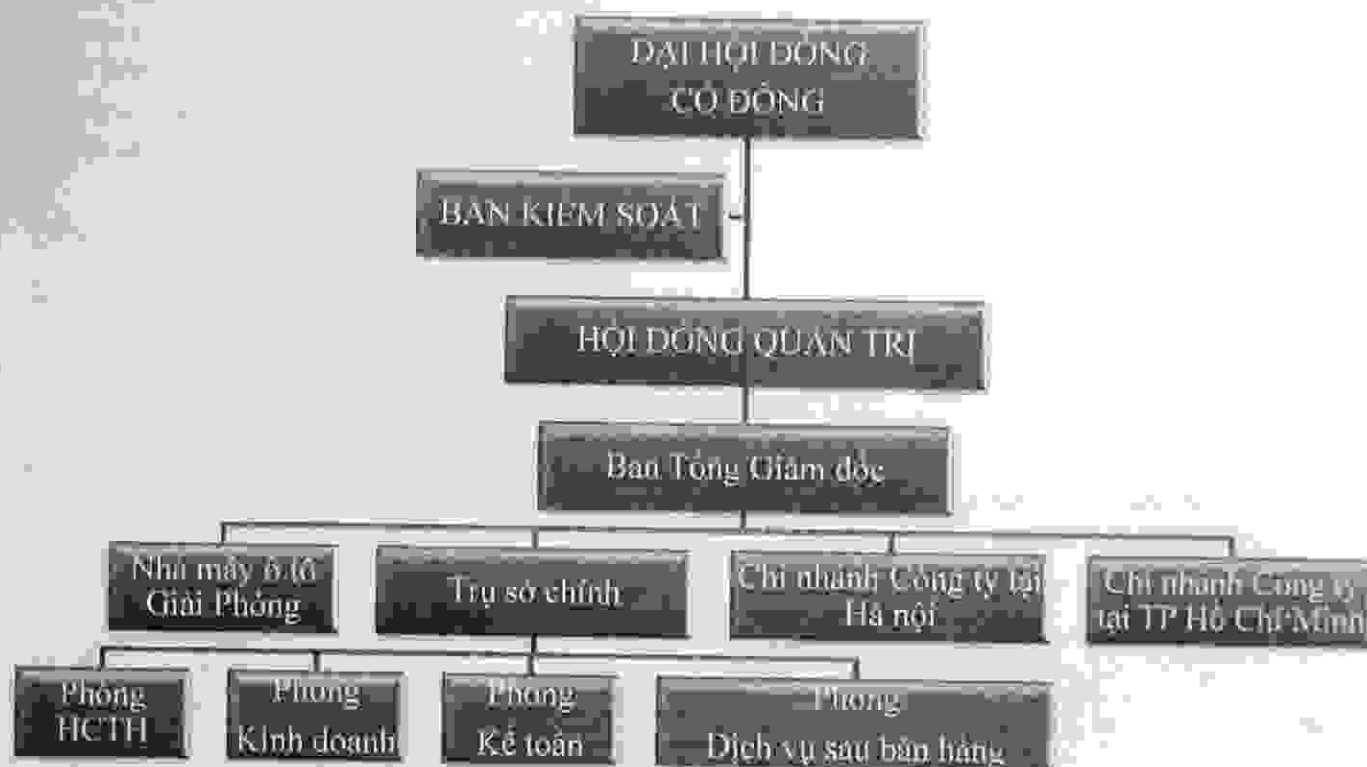 ĐẠI HỘI ĐỒNG
CỔ ĐÔNG
BAN KIỂM SOÁT
HỘI ĐỒNG QUẢN TRỊ
Ban Tổng Giám đốc
Nhà máy ô tô
Giải Phóng
Trụ sở chính
Chi nhánh Công ty tại
Hà nội
Chi nhánh Công ty
tại TP Hồ Chí Minh
Phòng
HCTH
Phòng
Kinh doanh
Phòng
Kế toán
Phòng
Dịch vụ sau bán hàng